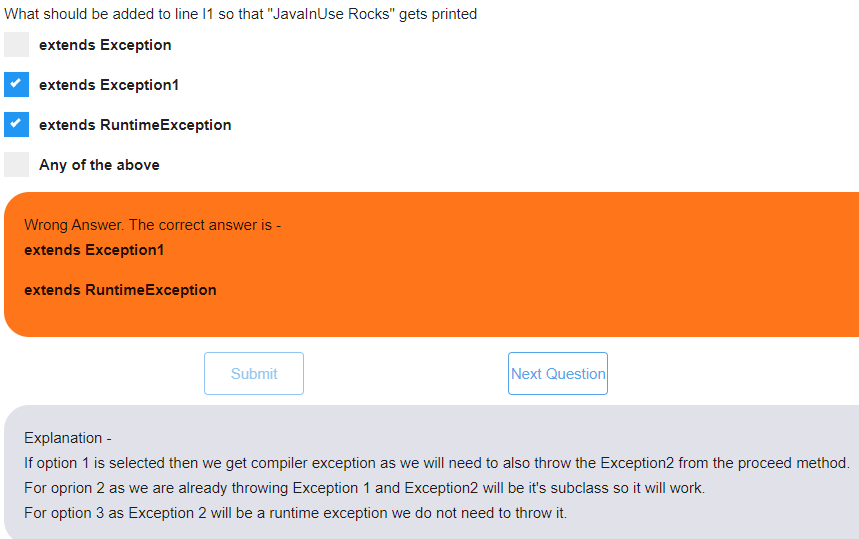 What should be added to line l1 so that "JavaInUse Rocks" gets printed
extends Exception
extends Exception1
extends RuntimeException
Any of the above
Wrong Answer. The correct answer is -
extends Exception1
extends RuntimeException
Submit
Next Question
Explanation -
If option 1 is selected then we get compiler exception as we will need to also throw the Exception2 from the proceed method.
For oprion 2 as we are already throwing Exception 1 and Exception2 will be it's subclass so it will work.
For option 3 as Exception 2 will be a runtime exception we do not need to throw it.